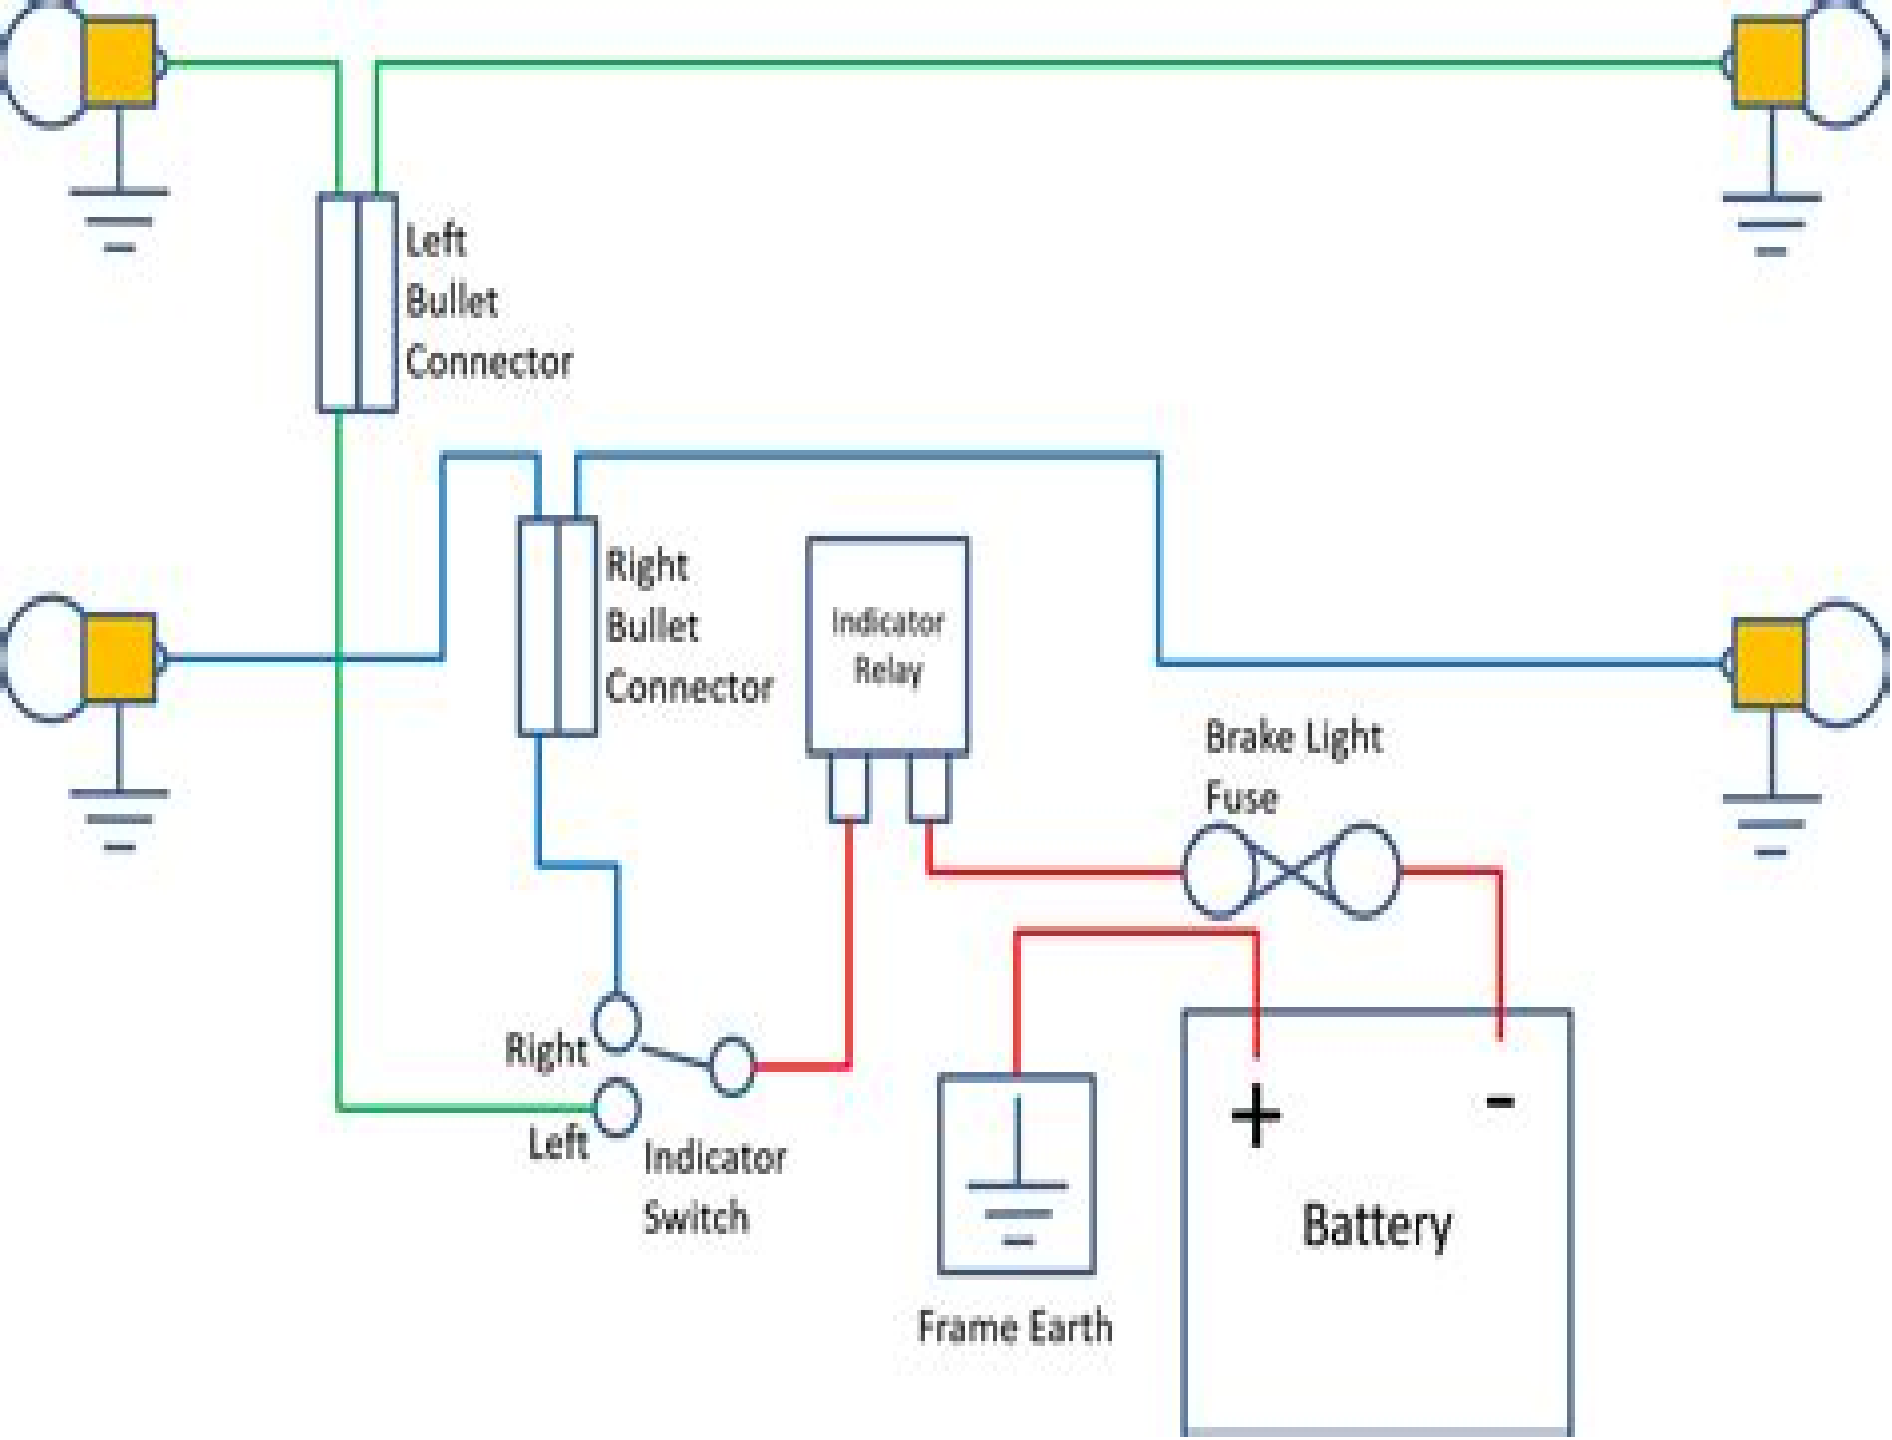 Left
Bullet
Connector
Right
Bullet
Connector
Indicator
Relay
Brake Light
Fuse
Right
Left
Indicator
Switch
+
-
Battery
Frame Earth